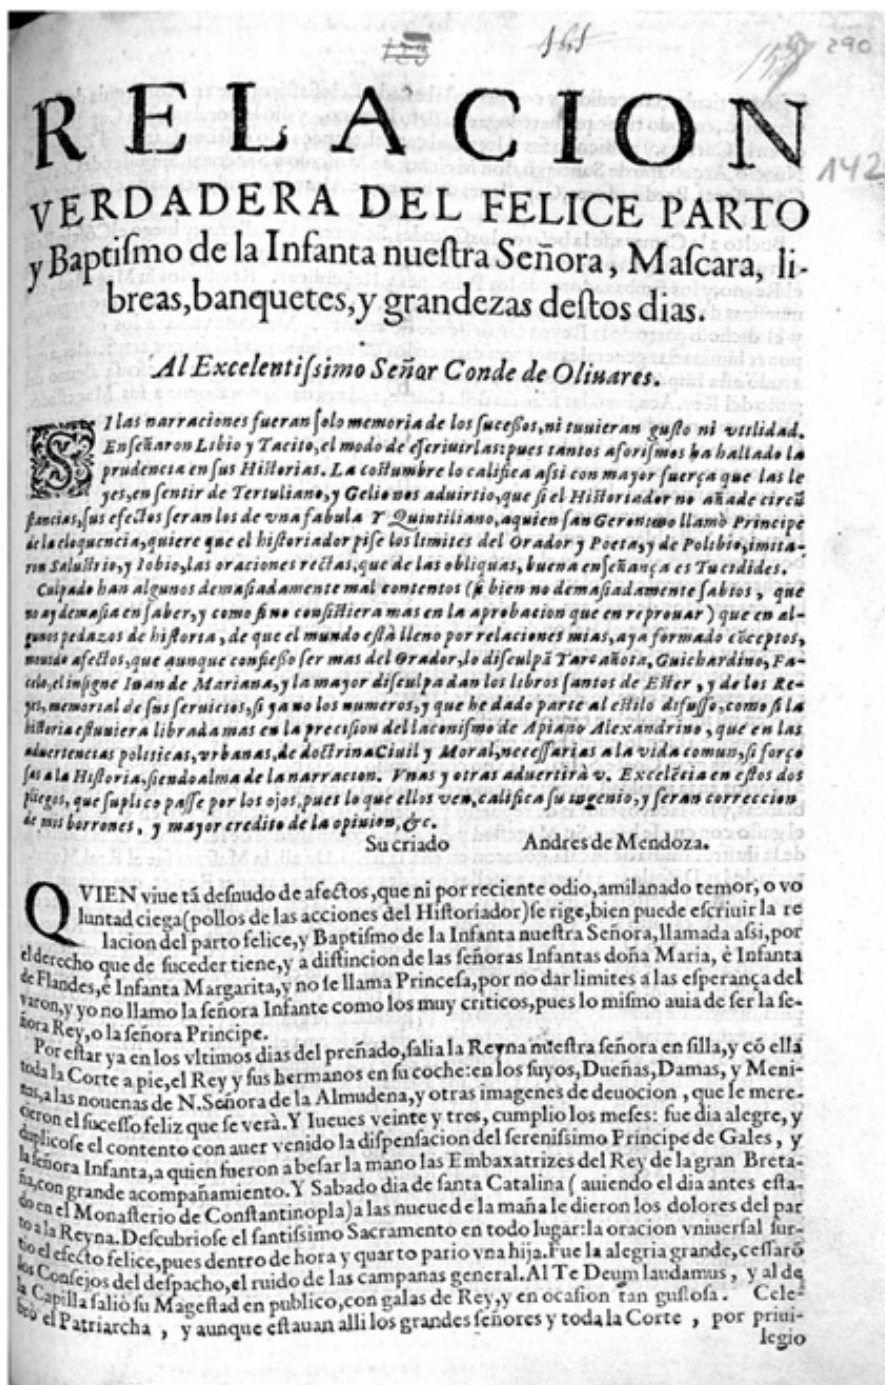 161
290
142
RELACION
VERDADERA DEL FELICE PARTO
y Baptiſmo de la Infanta nueſtra Señora, Maſcara, li-
breas, banquetes, y grandezas deſtos dias.
Al Excelentiſsimo Señor Conde de Oliuares.
SI las narraciones fueran ſolo memoria de los ſuceſſos, ni tuuieran guſto ni vtilidad.
Enſeñaron Libio y Tacito, el modo de eſcriuirlas: pues tantos aforiſmos ha hallado la
prudencia en ſus Hiſtorias. La coſtumbre lo califica aſsi con mayor fuerça que las le
yes, en ſentir de Tertuliano, y Gelio nos aduirtio, que ſi el Hiſtoriador no añade circũ
ſtancias, ſus efectos ſeran los de vna fabula Y Quintiliano, a quien ſan Geronimo llamò Principe
de la eloquencia, quiere que el hiſtoriador piſe los limites del Orador y Poeta, y de Polibio, imita-
ron Saluſtrio, y Iobio, las oraciones rectas, que de las obliquas, buena enſeñança es Tucidides.
Culpado han algunos demaſiadamente mal contentos (ſi bien no demaſiadamente ſabios, que
no ay demaſia en ſaber, y como ſi no conſiſtiera mas en la aprobacion que en reprouar) que en al-
gunos pedazos de hiſtoria, de que el mundo eſtà lleno por relaciones mias, aya formado cõceptos,
mouido afectos, que aunque confieſſo ſer mas del Orador, lo diſculpã Tarcañota, Guichardino, Fa-
celo, el inſigne Iuan de Mariana, y la mayor diſculpa dan los libros ſantos de Eſter, y de los Re-
yes, memorial de ſus ſeruicios, ſi ya no los numeros, y que he dado parte al eſtilo difuſſo, como ſi la
hiſtoria eſtuuiera librada mas en la preciſion del laconiſmo de Apiano Alexandrino, que en las
aduertencias politicas, vrbanas, de doctrina Ciuil y Moral, neceſſarias a la vida comun, ſi forço
ſas a la Hiſtoria, ſiendo alma de la narracion. Vnas y otras aduertirà v. Excelẽcia en eſtos dos
pliegos, que ſuplico paſſe por los ojos, pues lo que ellos ven, califica ſu ingenio, y ſeran correccion
de mis borrones, y mayor credito de la opinion, &c.
Su criado Andres de Mendoza.
QVIEN viue tã deſnudo de afectos, que ni por reciente odio, amilanado temor, o vo
luntad ciega (pollos de las acciones del Hiſtoriador) ſe rige, bien puede eſcriuir la re
lacion del parto felice, y Baptiſmo de la Infanta nueſtra Señora, llamada aſsi, por
el derecho que de ſuceder tiene, y a diſtincion de las ſeñoras Infantas doña Maria, è Infanta
de Flandes, è Infanta Margarita, y no ſe llama Princeſa, por no dar limites a las eſperança del
varon, y yo no llamo la ſeñora Infante como los muy criticos, pues lo miſmo auia de ſer la ſe-
ñora Rey, o la ſeñora Principe.
Por eſtar ya en los vltimos dias del preñado, ſalia la Reyna nueſtra ſeñora en ſilla, y cõ ella
toda la Corte a pie, el Rey y ſus hermanos en ſu coche: en los ſuyos, Dueñas, Damas, y Meni-
nas, a las nouenas de N. Señora de la Almudena, y otras imagenes de deuocion, que ſe mere-
cieron el ſuceſſo feliz que ſe verà. Y Iueues veinte y tres, cumplio los meſes: fue dia alegre, y
duplicoſe el contento con auer venido la diſpenſacion del ſereniſsimo Principe de Gales, y
la ſeñora Infanta, a quien fueron a beſar la mano las Embaxatrizes del Rey de la gran Breta-
ña, con grande acompañamiento. Y Sabado dia de ſanta Catalina (auiendo el dia antes eſta-
do en el Monaſterio de Conſtantinopla) a las nueue de la mañã le dieron los dolores del par
to a la Reyna. Deſcubrioſe el ſantiſsimo Sacramento en todo lugar: la oracion vniuerſal ſur-
tio el efecto felice, pues dentro de hora y quarto pario vna hija. Fue la alegria grande, ceſſarõ
los Conſejos del deſpacho, el ruido de las campanas general. Al Te Deum laudamus, y al de
la Capilla ſaliò ſu Mageſtad en publico, con galas de Rey, y en ocaſion tan guſtoſa. Cele-
brò el Patriarcha, y aunque eſtauan alli los grandes ſeñores y toda la Corte, por priui-
legio